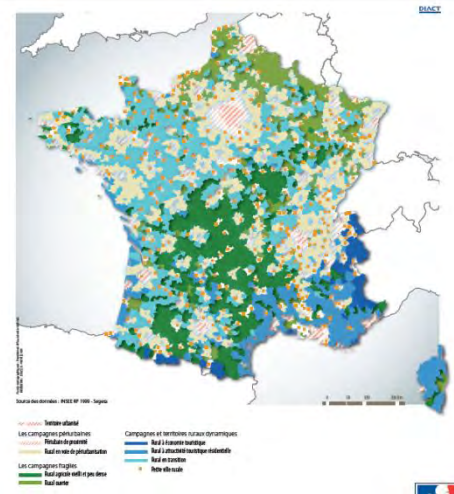 DIACT
Source des données : INSEE RP 1999 - Segesa
Territoire urbanisé
Les campagnes périurbaines
Périurbain de proximité
Rural en voie de périurbanisation
Les campagnes fragiles
Rural agricole vieilli et peu dense
Rural ouvrier
Campagnes et territoires ruraux dynamiques
Rural à économie touristique
Rural à attractivité touristique résidentielle
Rural en transition
Petite ville rurale